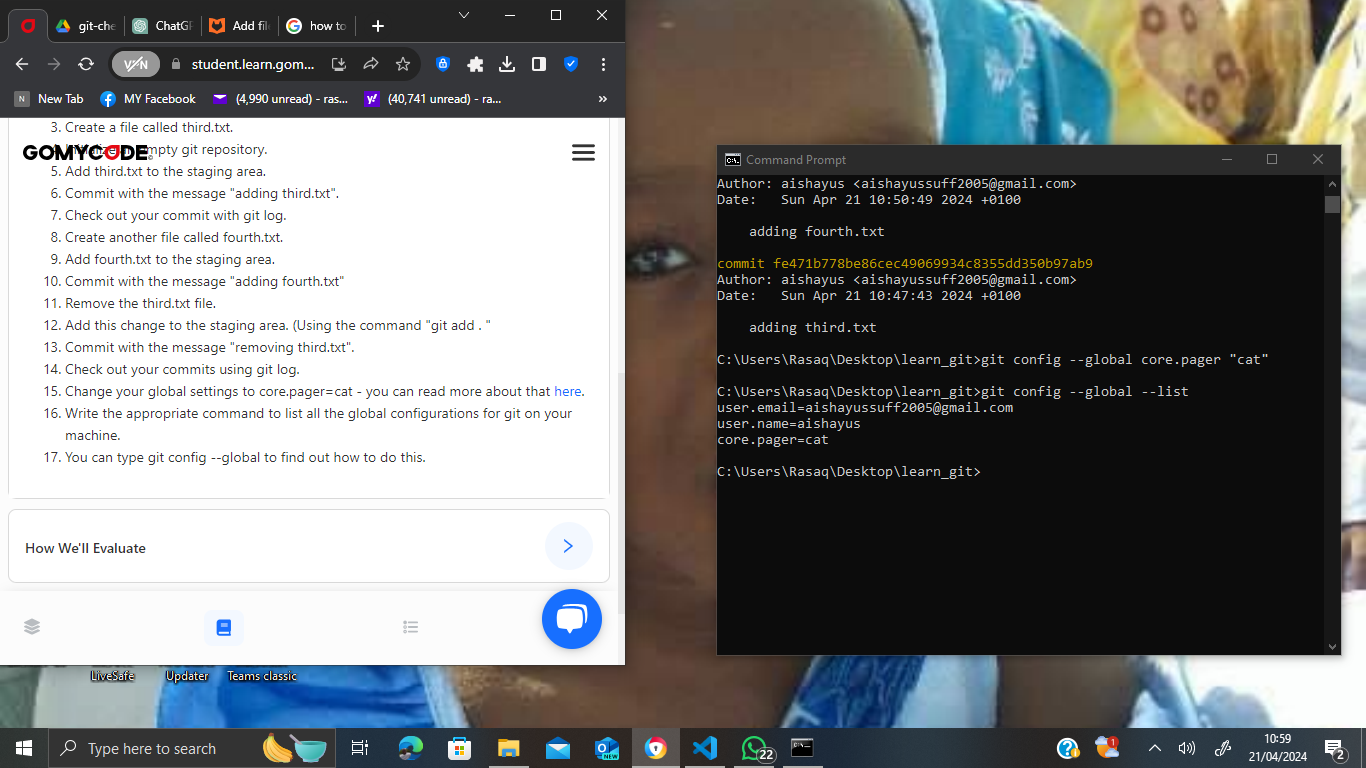 git-che
ChatGP
Add file
how to
VPN
student.learn.gom...
N New Tab
MY Facebook
(4,990 unread) - ras...
(40,741 unread) - ra...
»
3. Create a file called third.txt.
GOMYCODE
empty git repository.
5. Add third.txt to the staging area.
6. Commit with the message "adding third.txt".
7. Check out your commit with git log.
8. Create another file called fourth.txt.
9. Add fourth.txt to the staging area.
10. Commit with the message "adding fourth.txt"
11. Remove the third.txt file.
12. Add this change to the staging area. (Using the command "git add . "
13. Commit with the message "removing third.txt".
14. Check out your commits using git log.
15. Change your global settings to core.pager=cat - you can read more about that here.
16. Write the appropriate command to list all the global configurations for git on your
machine.
17. You can type git config --global to find out how to do this.
How We'll Evaluate
Command Prompt
Author: aishayus <aishayussuff2005@gmail.com>
Date:   Sun Apr 21 10:50:49 2024 +0100
adding fourth.txt
commit fe471b778be86cec49069934c8355dd350b97ab9
Author: aishayus <aishayussuff2005@gmail.com>
Date:   Sun Apr 21 10:47:43 2024 +0100
adding third.txt
C:\Users\Rasaq\Desktop\learn_git>git config --global core.pager "cat"
C:\Users\Rasaq\Desktop\learn_git>git config --global --list
user.email=aishayussuff2005@gmail.com
user.name=aishayus
core.pager=cat
C:\Users\Rasaq\Desktop\learn_git>
LiveSafe
Updater
Teams classic
Type here to search
NEW
22
1
10:59
21/04/2024
2